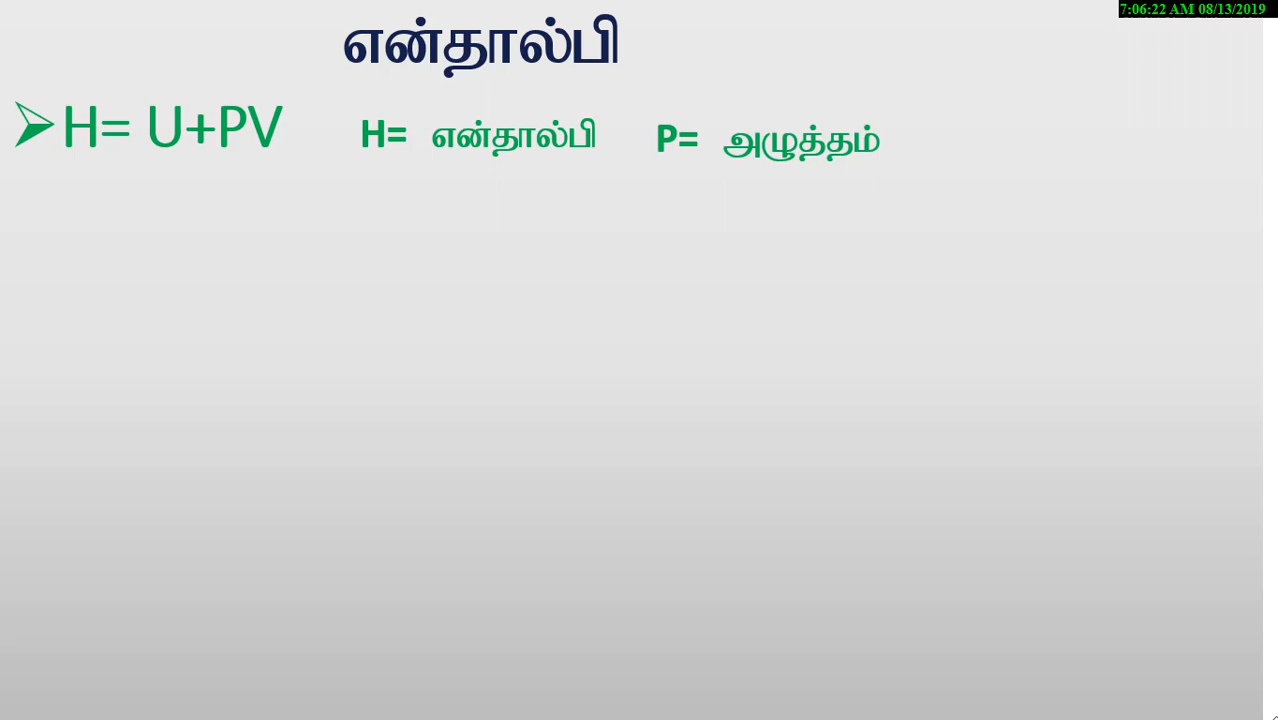 7:06:22 AM 08/13/2019
என்தால்பி
➢H= U+PV H= என்தால்பி P= அழுத்தம்